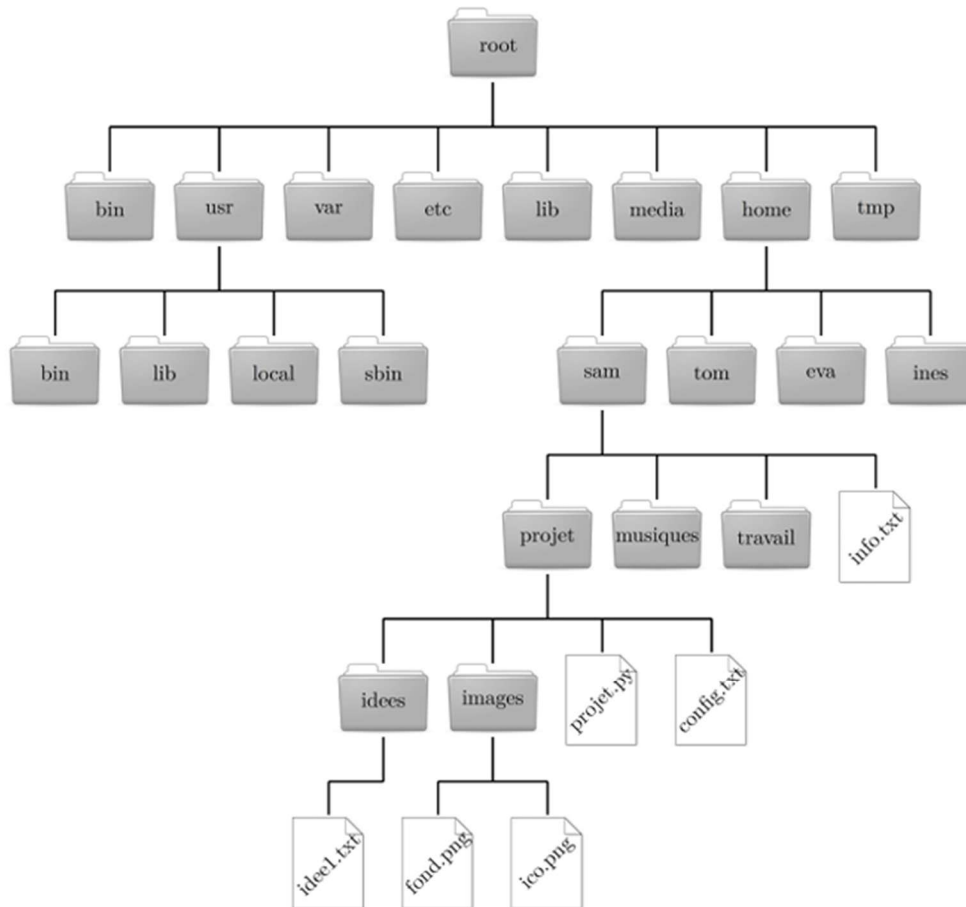 root
bin usr var etc lib media home tmp
bin lib local sbin sam tom eva ines
projet musiques travail info.txt
idees images projet.py config.txt
idee1.txt fond.png ico.png